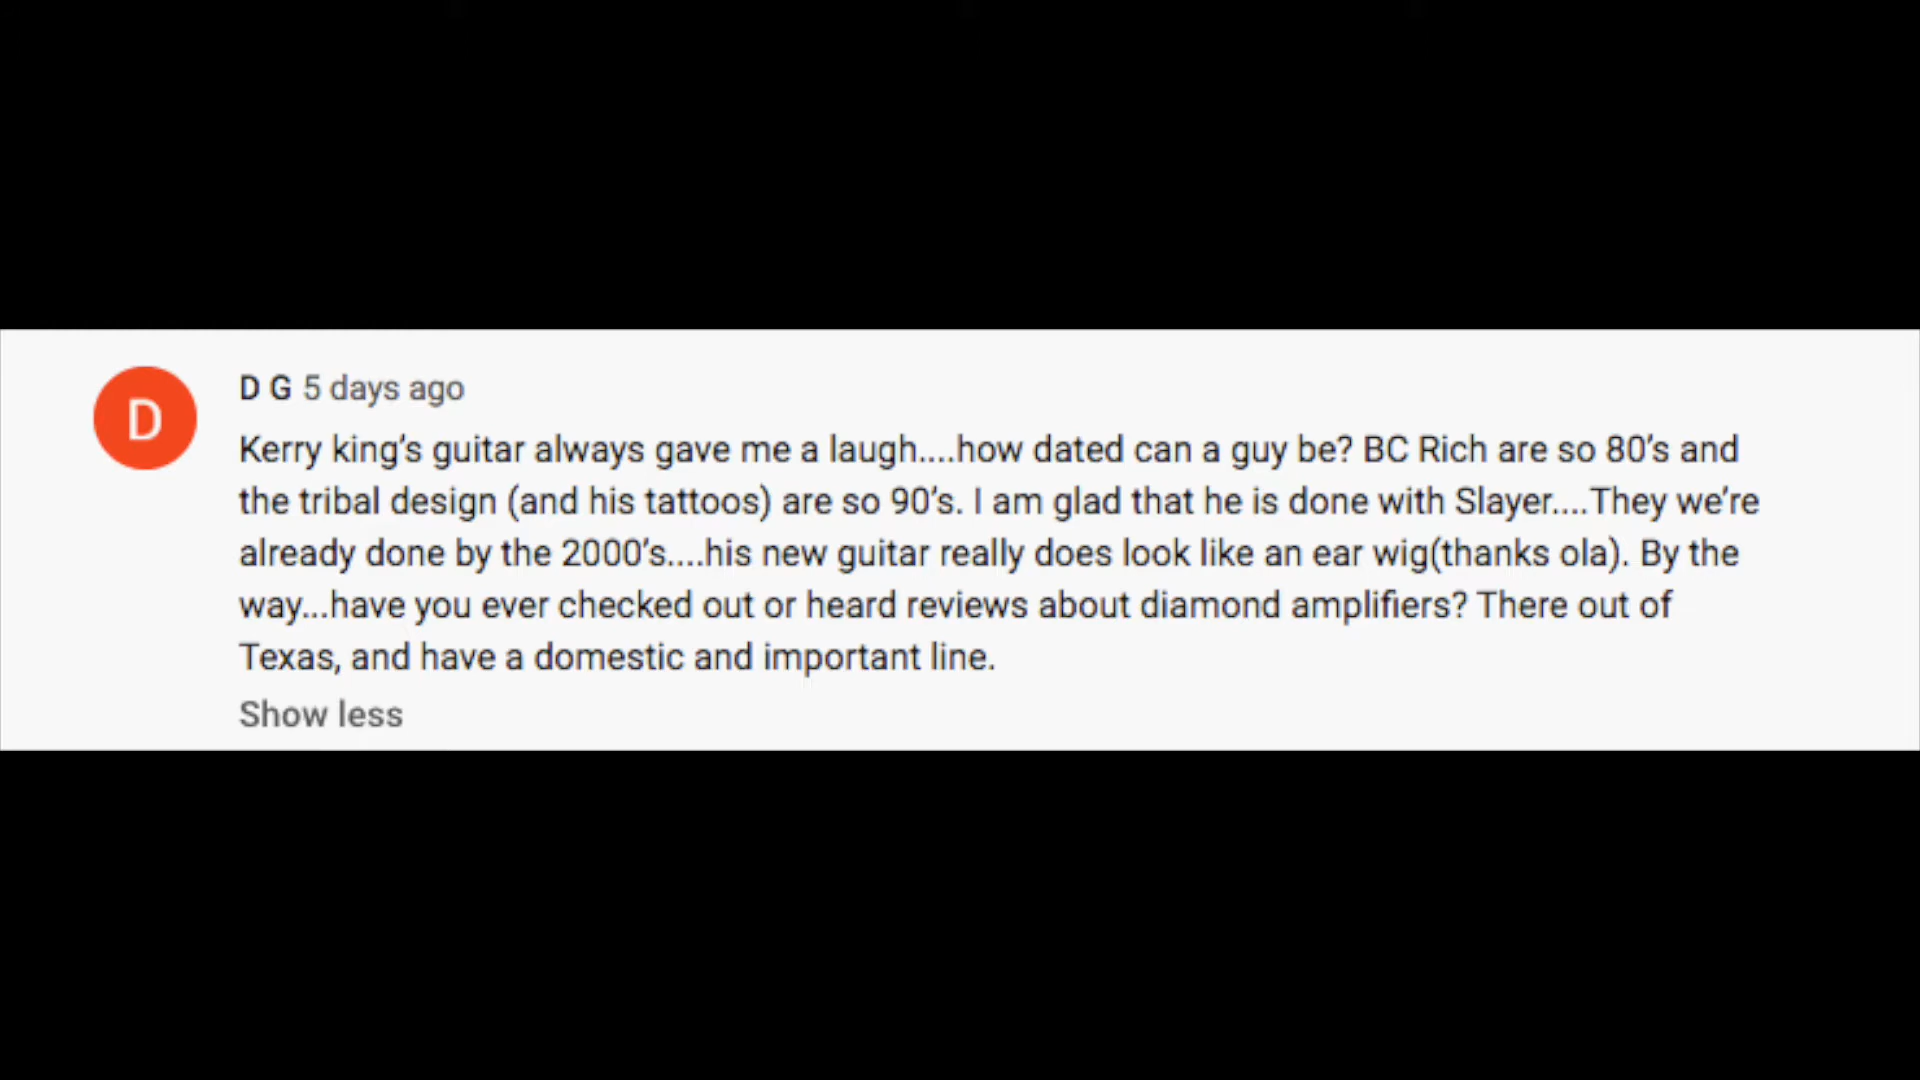 D
D G 5 days ago
Kerry king's guitar always gave me a laugh....how dated can a guy be? BC Rich are so 80's and
the tribal design (and his tattoos) are so 90's. I am glad that he is done with Slayer....They we're
already done by the 2000's....his new guitar really does look like an ear wig(thanks ola). By the
way...have you ever checked out or heard reviews about diamond amplifiers? There out of
Texas, and have a domestic and important line.
Show less